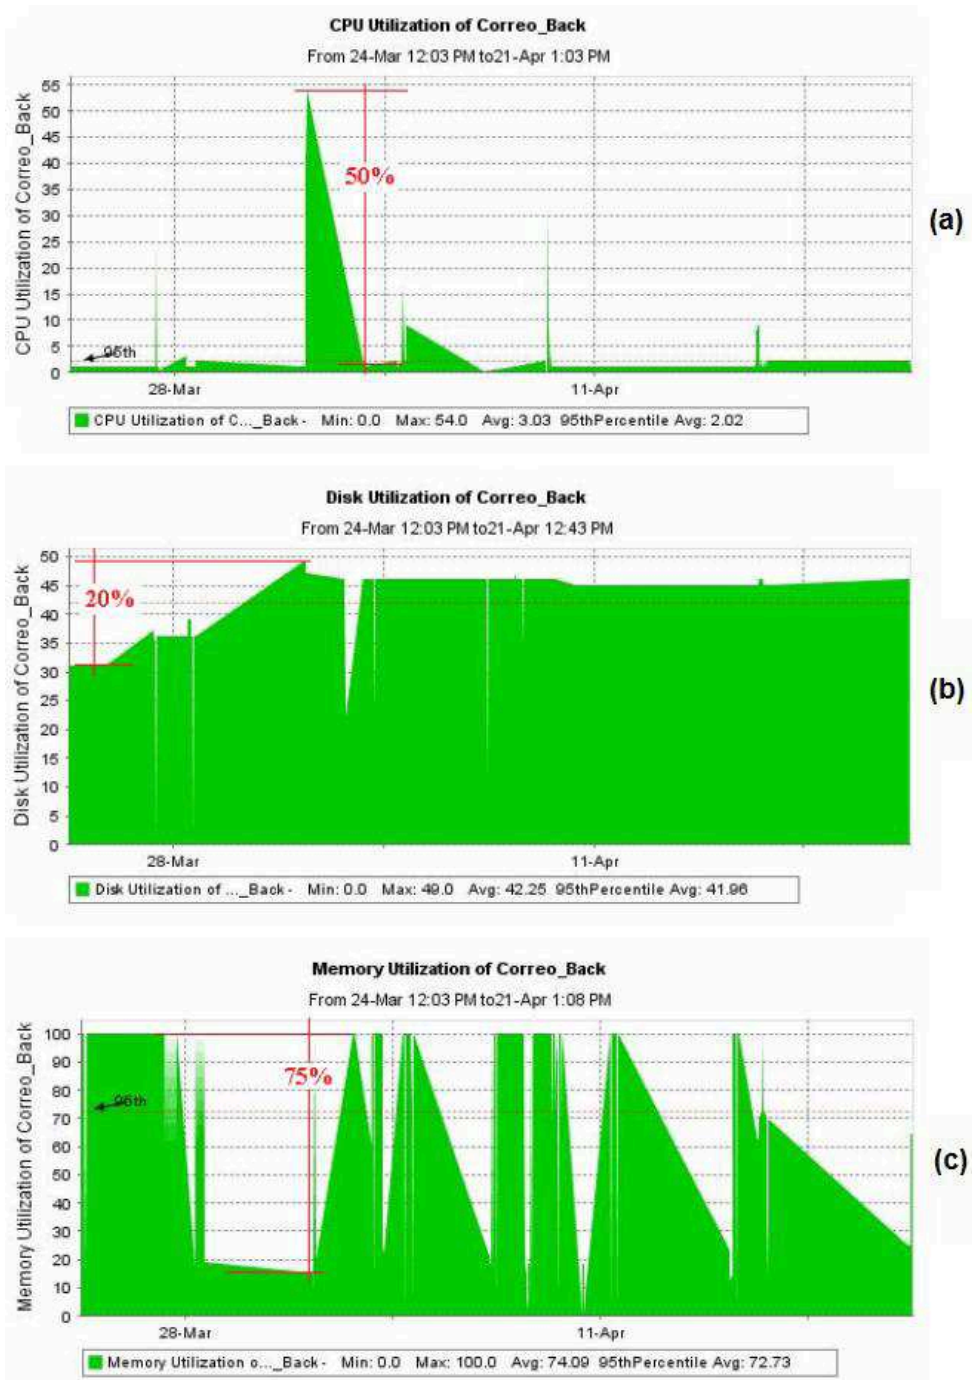 CPU Utilization of Correo_Back
From 24-Mar 12:03 PM to21-Apr 1:03 PM
CPU Utilization of Correo_Back
55
50
45
40
35
30
25
20
15
10
5
0
50%
95th
28-Mar
11-Apr
CPU Utilization of C..._Back - Min: 0.0 Max: 54.0 Avg: 3.03 95thPercentile Avg: 2.02
(a)
Disk Utilization of Correo_Back
From 24-Mar 12:03 PM to21-Apr 12:43 PM
Disk Utilization of Correo_Back
50
45
40
35
30
25
20
15
10
5
0
20%
28-Mar
11-Apr
Disk Utilization of ..._Back - Min: 0.0 Max: 49.0 Avg: 42.25 95thPercentile Avg: 41.96
(b)
Memory Utilization of Correo_Back
From 24-Mar 12:03 PM to21-Apr 1:08 PM
Memory Utilization of Correo_Back
100
90
80
70
60
50
40
30
20
10
0
75%
95th
28-Mar
11-Apr
Memory Utilization o..._Back - Min: 0.0 Max: 100.0 Avg: 74.09 95thPercentile Avg: 72.73
(c)